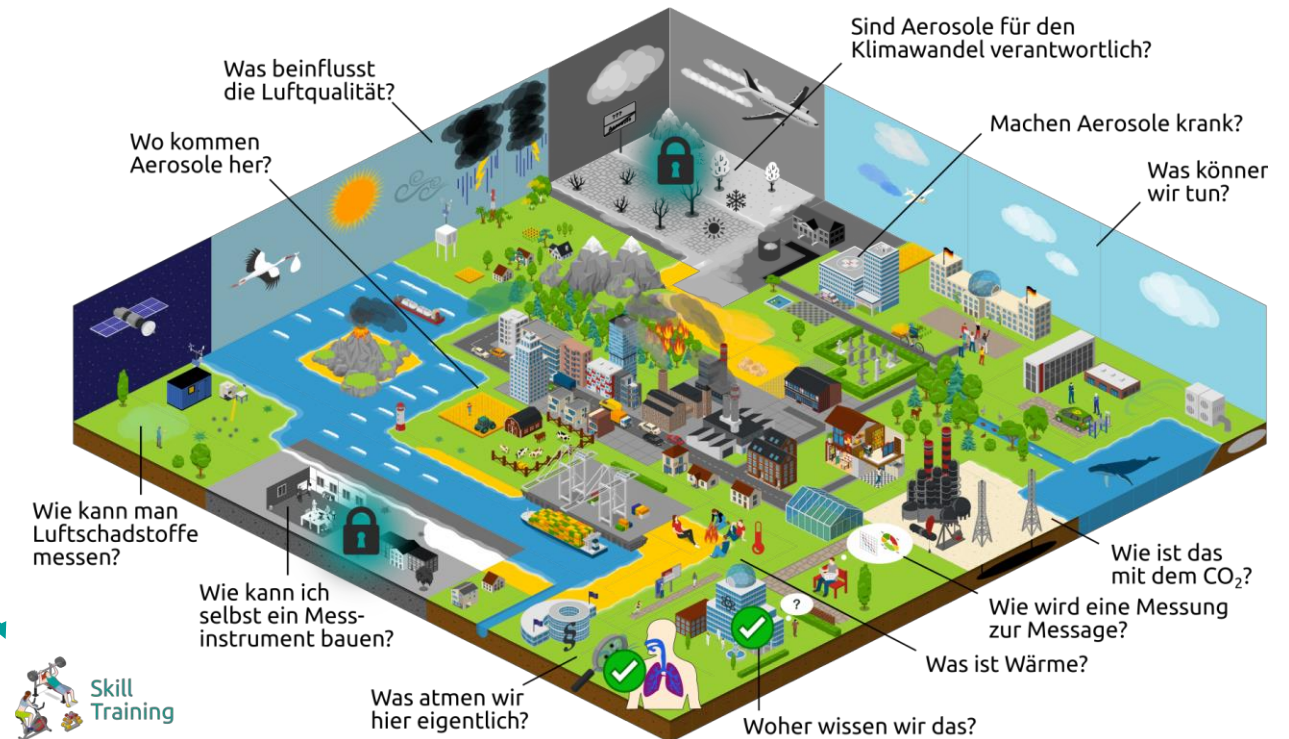 Sind Aerosole für den
Klimawandel verantwortlich?
Was beinflusst
die Luftqualität?
Machen Aerosole krank?
Wo kommen
Aerosole her?
Was könner
wir tun?
???
Wie kann man
Luftschadstoffe
messen?
Wie kann ich
selbst ein Mess-
instrument bauen?
Wie ist das
mit dem CO₂?
Wie wird eine Messung
zur Message?
?
§
Was ist Wärme?
Was atmen wir
hier eigentlich?
Woher wissen wir das?
Skill
Training